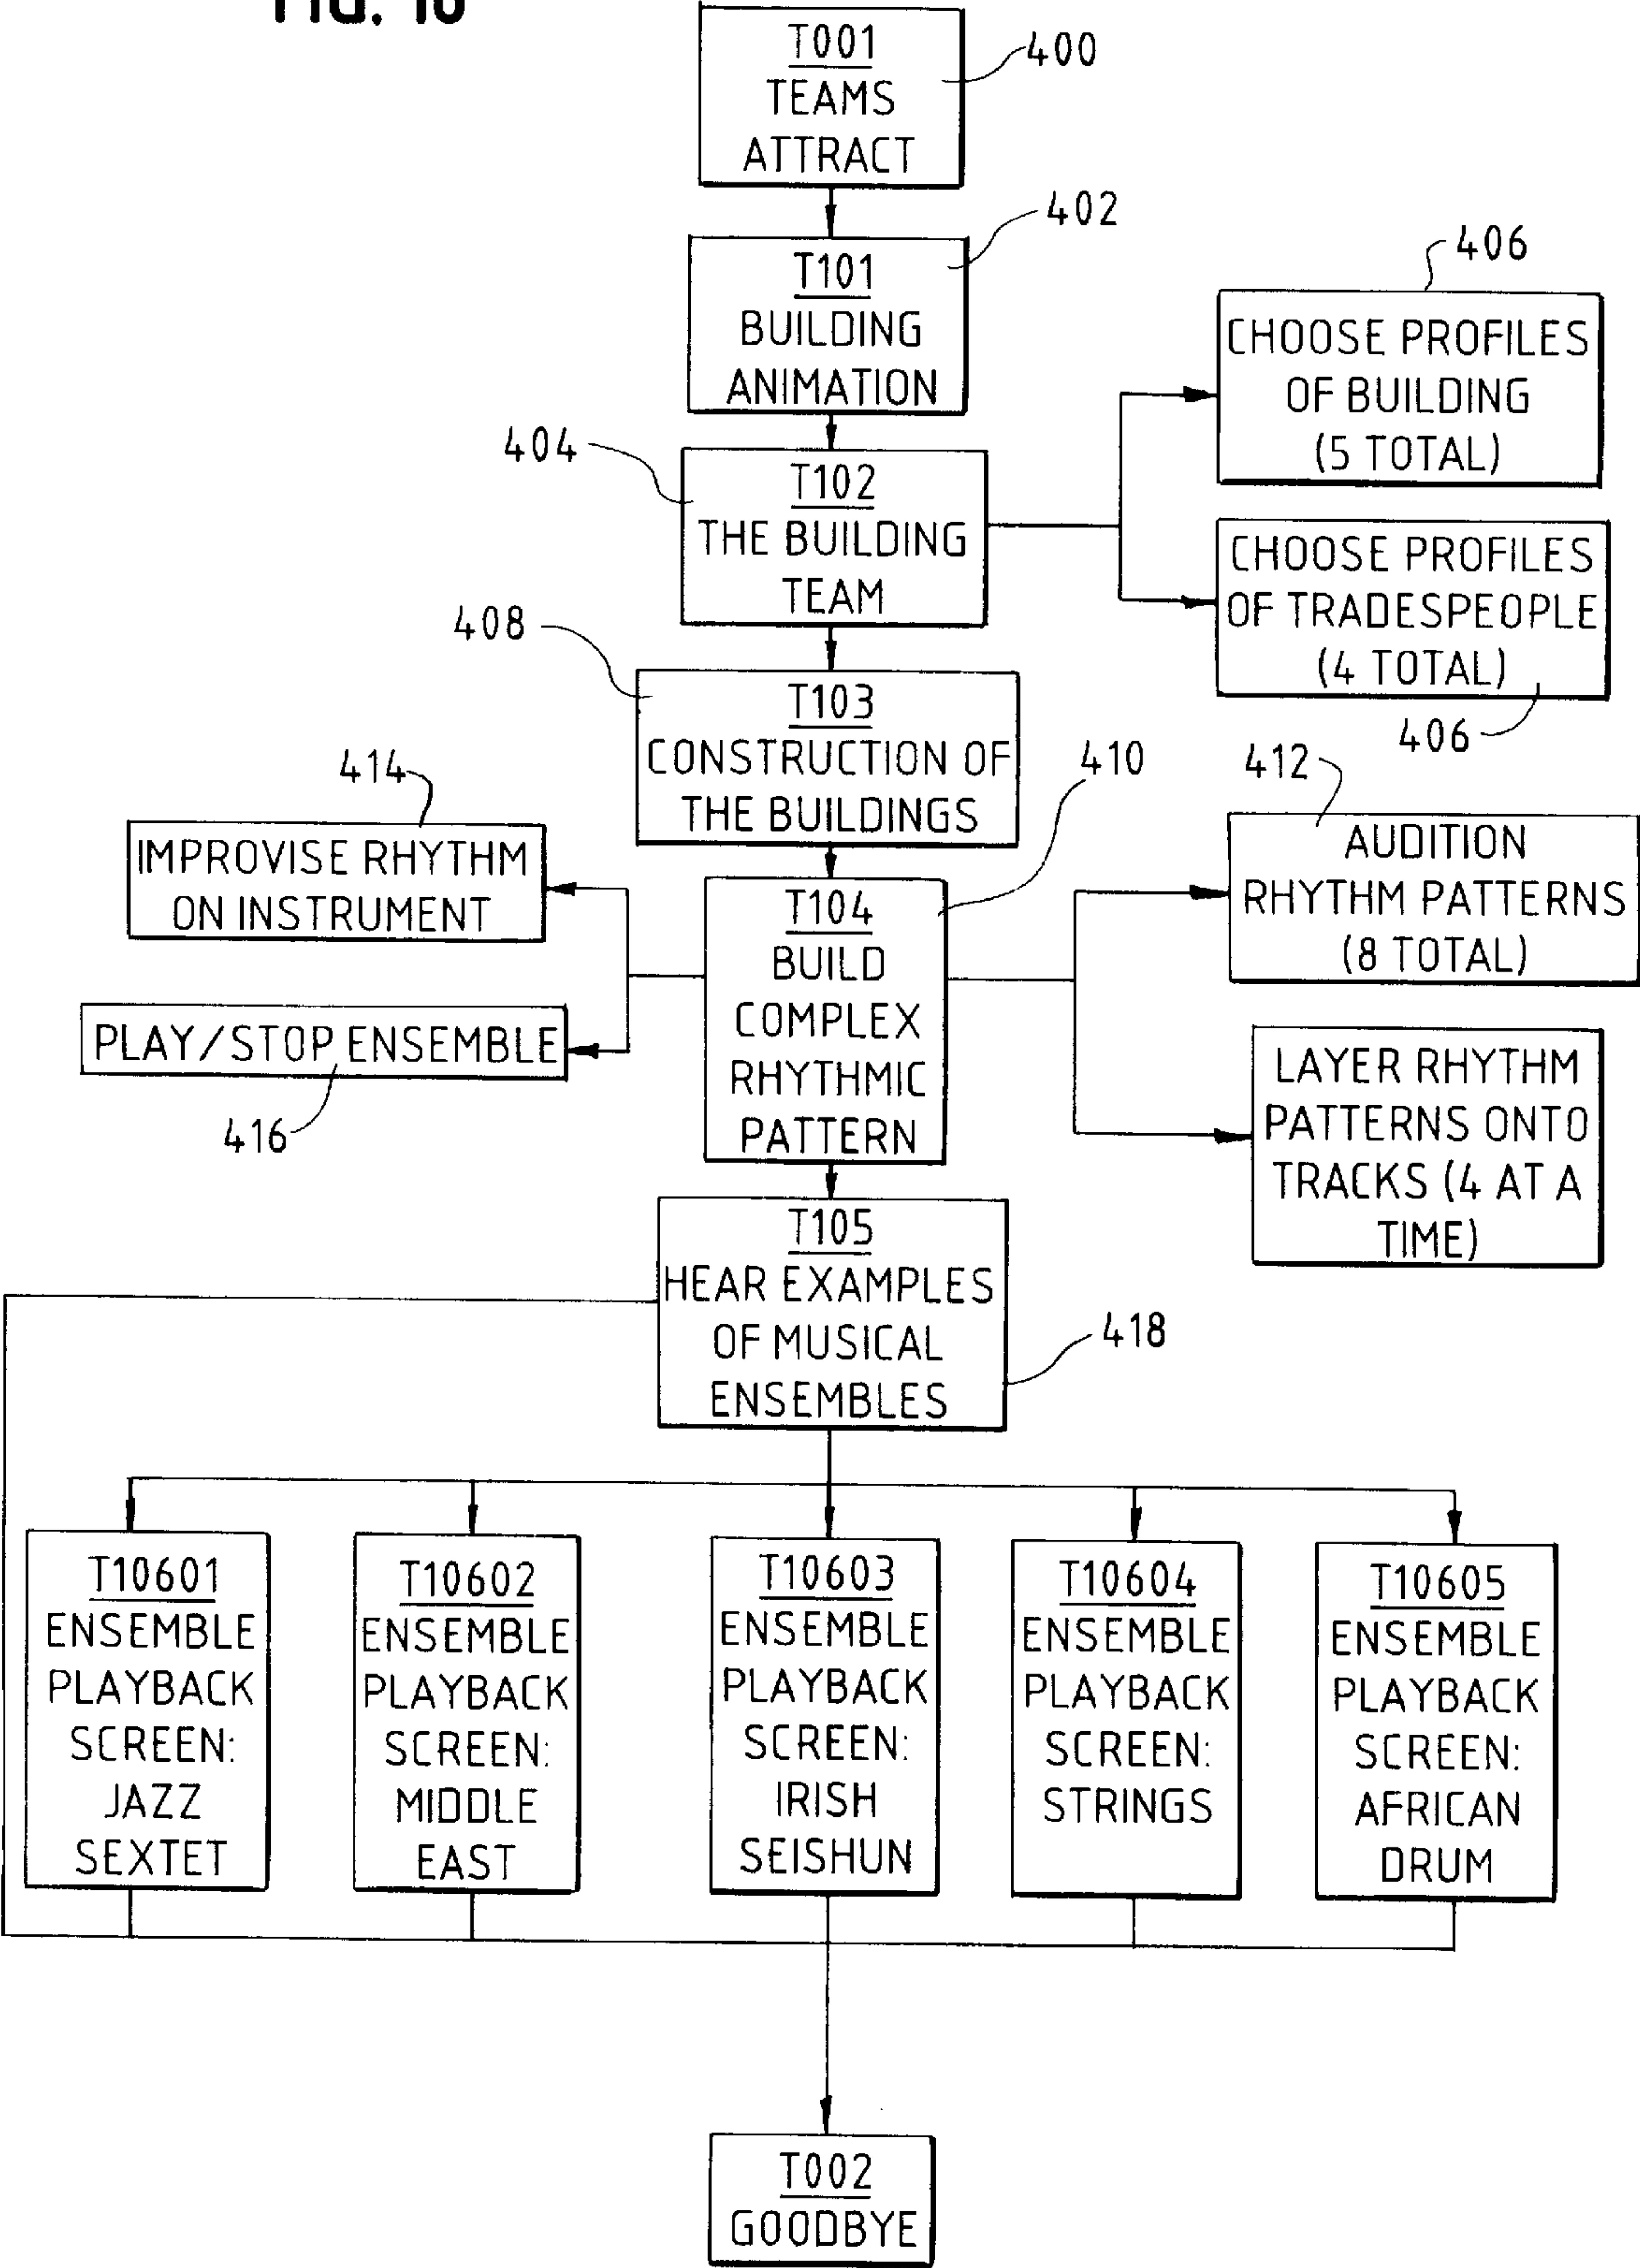 FIG. 16
T001
TEAMS
ATTRACT
400
T101
BUILDING
ANIMATION
402
T102
THE BUILDING
TEAM
404
CHOOSE PROFILES
OF BUILDING
(5 TOTAL)
406
CHOOSE PROFILES
OF TRADESPEOPLE
(4 TOTAL)
406
T103
CONSTRUCTION OF
THE BUILDINGS
408
T104
BUILD
COMPLEX
RHYTHMIC
PATTERN
410
414
IMPROVISE RHYTHM
ON INSTRUMENT
PLAY/STOP ENSEMBLE
416
412
AUDITION
RHYTHM PATTERNS
(8 TOTAL)
LAYER RHYTHM
PATTERNS ONTO
TRACKS (4 AT A
TIME)
T105
HEAR EXAMPLES
OF MUSICAL
ENSEMBLES
418
T10601
ENSEMBLE
PLAYBACK
SCREEN:
JAZZ
SEXTET
T10602
ENSEMBLE
PLAYBACK
SCREEN:
MIDDLE
EAST
T10603
ENSEMBLE
PLAYBACK
SCREEN:
IRISH
SEISHUN
T10604
ENSEMBLE
PLAYBACK
SCREEN:
STRINGS
T10605
ENSEMBLE
PLAYBACK
SCREEN:
AFRICAN
DRUM
T002
GOODBYE